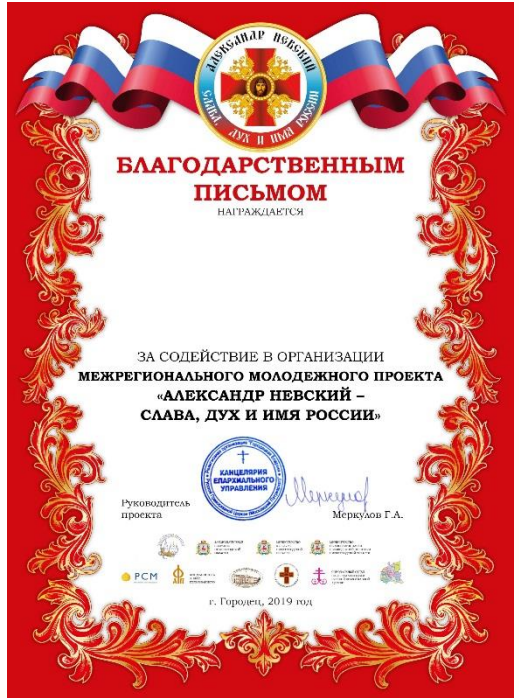 АЛЕКСАНДР НЕВСКИЙ
СЛАВА, ДУХ И ИМЯ РОССИИ
БЛАГОДАРСТВЕННЫМ
ПИСЬМОМ
НАГРАЖДАЕТСЯ
ЗА СОДЕЙСТВИЕ В ОРГАНИЗАЦИИ
МЕЖРЕГИОНАЛЬНОГО МОЛОДЕЖНОГО ПРОЕКТА
«АЛЕКСАНДР НЕВСКИЙ –
СЛАВА, ДУХ И ИМЯ РОССИИ»
КАНЦЕЛЯРИЯ
ЕПАРХИАЛЬНОГО
УПРАВЛЕНИЯ
Руководитель
проекта
Меркулов Г.А.
РСМ
г. Городец, 2019 год